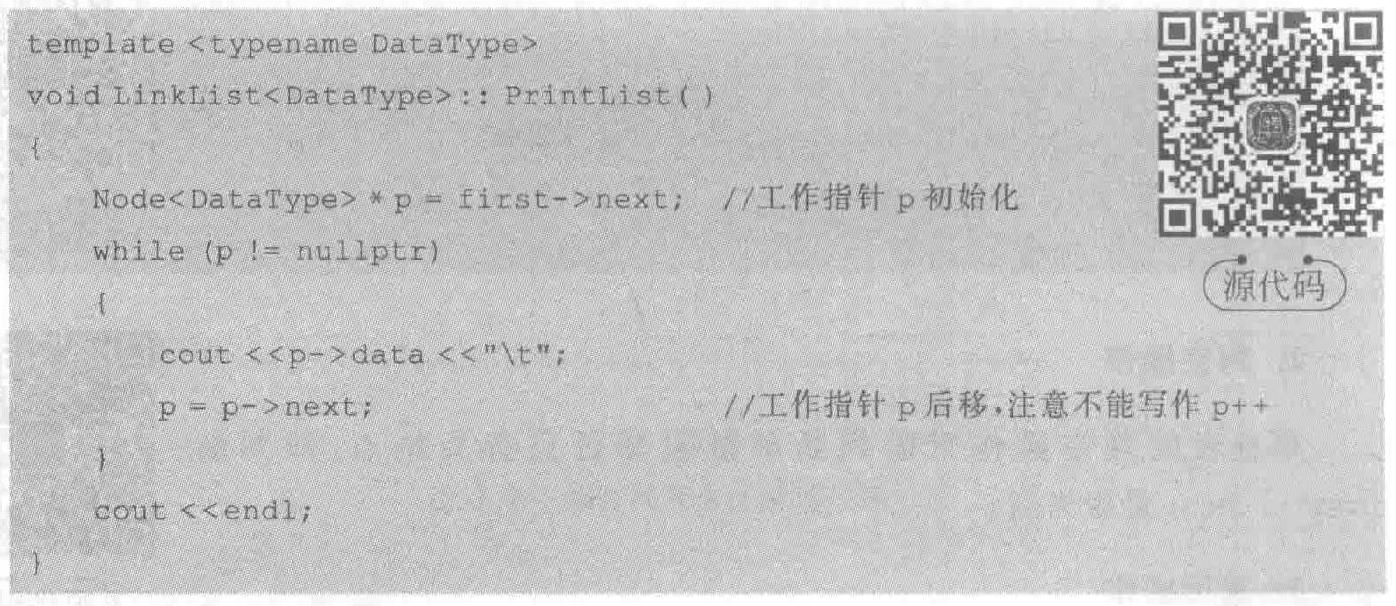 template <typename DataType>
void LinkList<DataType>:: PrintList( )
{
Node<DataType> * p = first->next; //工作指针 p 初始化
while (p != nullptr)
{
cout <<p->data <<"\t";
p = p->next; //工作指针 p 后移,注意不能写作 p++
}
cout <<endl;
}
源代码